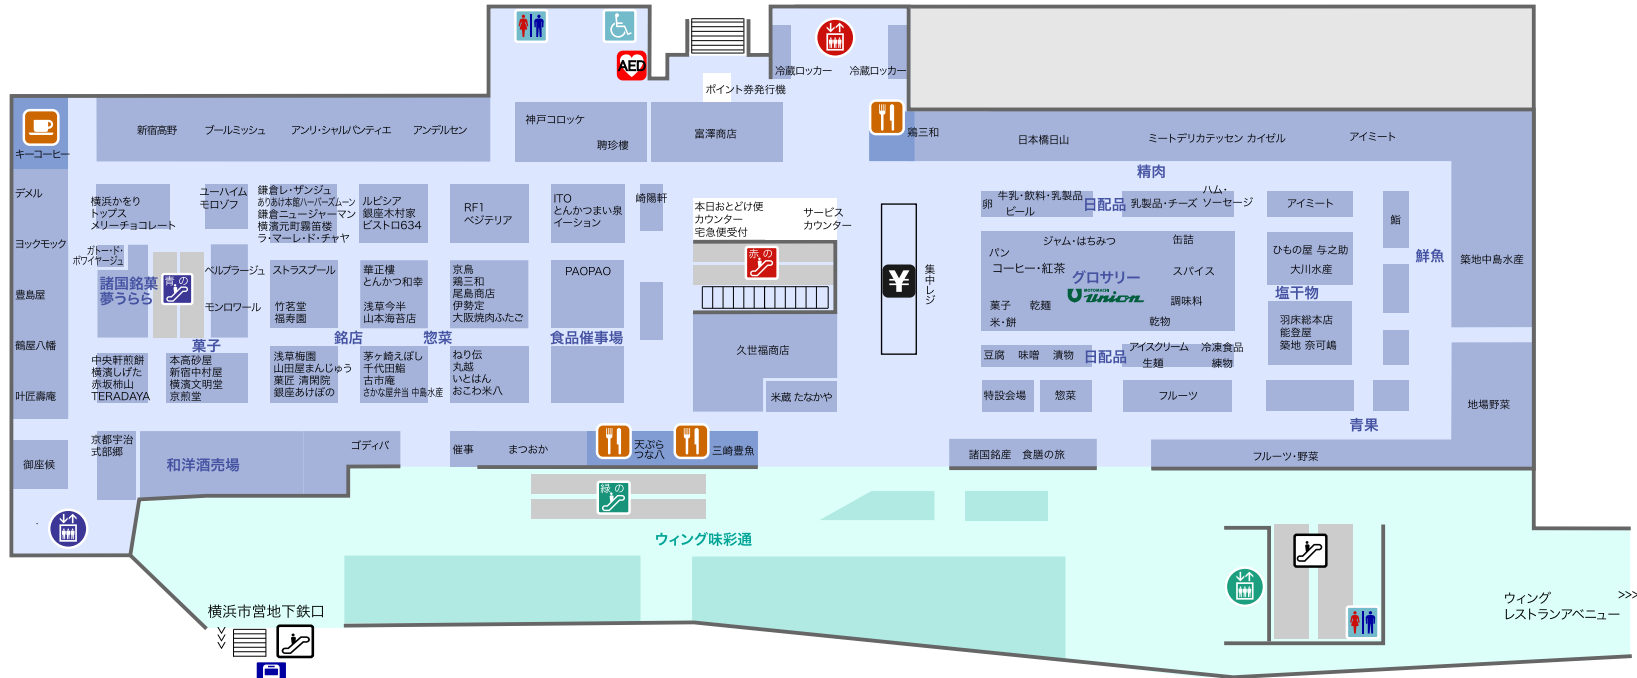 AED
冷蔵ロッカー
冷蔵ロッカー
ポイント券発行機
キーコーヒー
新宿高野
ブールミッシュ
アンリ・シャルパンティエ
アンデルセン
神戸コロッケ
聘珍樓
富澤商店
鶏三和
日本橋日山
ミートデリカテッセン カイゼル
アイミート
精肉
デメル
横浜かをり
トップス
メリーチョコレート
ユーハイム
モロゾフ
鎌倉レ・ザンジュ
ありあけ本館ハーバーズムーン
鎌倉ニュージャーマン
横濱元町霧笛楼
ラ・マーレ・ド・チャヤ
ルピシア
銀座木村家
ビストロ634
RF1
ベジテリア
ITO
とんかつまい泉
イーション
崎陽軒
本日おとどけ便
カウンター
宅急便受付
サービス
カウンター
卵
牛乳・飲料・乳製品
ビール
日配品
乳製品・チーズ
ハム・
ソーセージ
アイミート
鮨
ヨックモック
ガトー・ド・
ボワイヤージュ
諸国銘菓
夢うらら
青の
ベルプラージュ
モンロワール
ストラスブール
竹茗堂
福寿園
華正樓
とんかつ和幸
浅草今半
山本海苔店
京鳥
鶏三和
尾島商店
伊勢定
大阪焼肉ふたご
PAOPAO
赤の
¥
集中レジ
パン
ジャム・はちみつ
缶詰
コーヒー・紅茶
スパイス
グロサリー
MOTOMACHI
Union
菓子
乾麺
調味料
米・餅
乾物
ひもの屋 与之助
大川水産
塩干物
鮮魚
築地中島水産
豊島屋
鶴屋八幡
菓子
銘店
惣菜
食品催事場
羽床総本店
能登屋
築地 奈可嶋
中央軒煎餅
横濱しげた
赤坂柿山
TERADAYA
本高砂屋
新宿中村屋
横濱文明堂
京煎堂
浅草梅園
山田屋まんじゅう
菓匠 清閑院
銀座あけぼの
茅ヶ崎えぼし
千代田鮨
古市庵
さかな屋弁当 中島水産
ねり伝
丸越
いとはん
おこわ米八
久世福商店
米蔵 たなかや
豆腐
味噌
漬物
日配品
アイスクリーム
冷凍食品
生麺
練物
叶匠壽庵
特設会場
惣菜
フルーツ
地場野菜
青果
京都宇治
式部郷
ゴディバ
和洋酒売場
御座候
催事
まつおか
天ぷら
つな八
三崎豊魚
諸国銘産
食膳の旅
フルーツ・野菜
緑の
ウィング味彩通
横浜市営地下鉄口
ウィング
レストランアベニュー
>>>